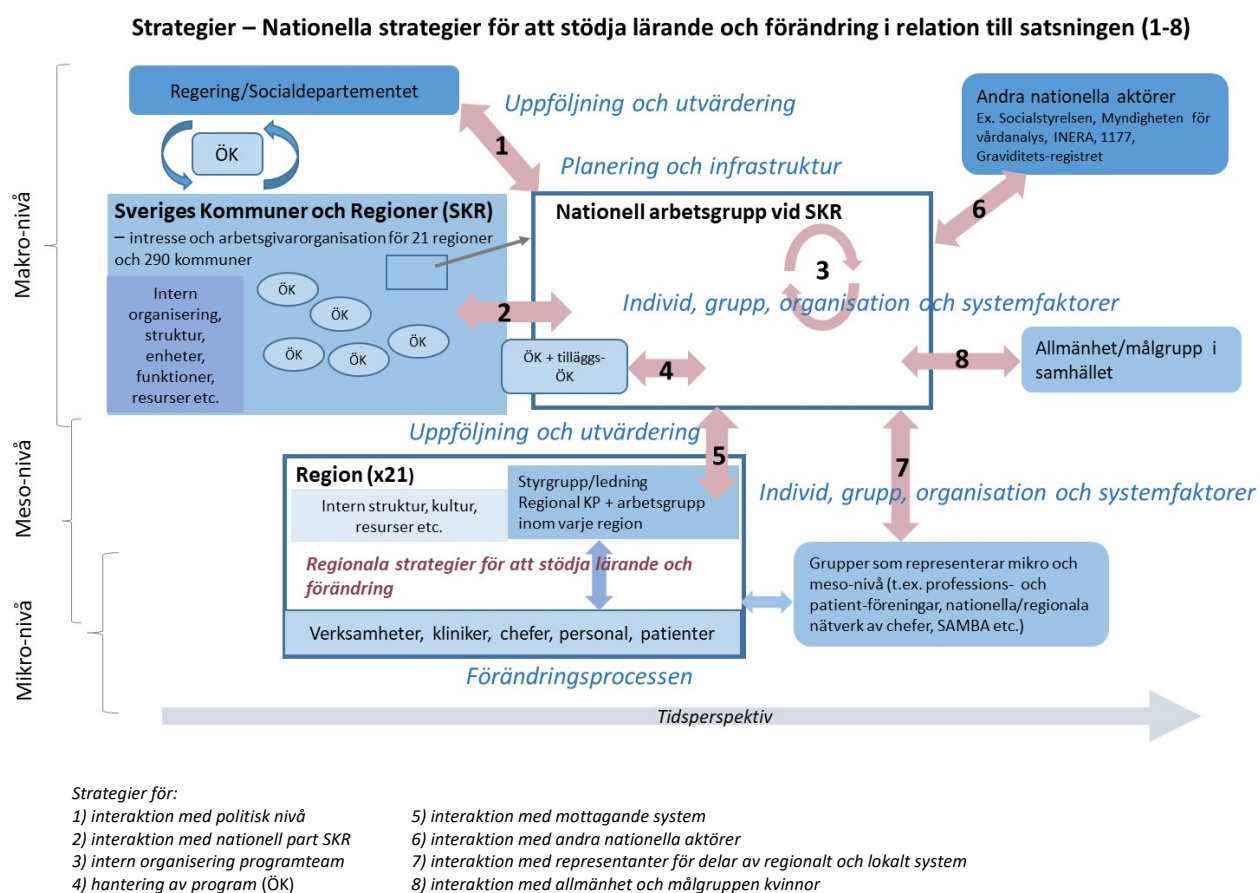 Strategier – Nationella strategier för att stödja lärande och förändring i relation till satsningen (1-8)
Makro-nivå
Meso-nivå
Mikro-nivå
Regering/Socialdepartementet
ÖK
1
Uppföljning och utvärdering
Planering och infrastruktur
Andra nationella aktörer
Ex. Socialstyrelsen, Myndigheten för
vårdanalys, INERA, 1177,
Graviditets-registret
6
Sveriges Kommuner och Regioner (SKR)
– intresse och arbetsgivarorganisation för 21 regioner
och 290 kommuner
Intern
organisering,
struktur,
enheter,
funktioner,
resurser etc.
ÖK
ÖK
ÖK
ÖK
ÖK
2
Nationell arbetsgrupp vid SKR
3
Individ, grupp, organisation och systemfaktorer
ÖK + tilläggs-
ÖK
4
8
Allmänhet/målgrupp i
samhället
Uppföljning och utvärdering
5
7
Individ, grupp, organisation och systemfaktorer
Region (x21)
Intern struktur, kultur,
resurser etc.
Styrgrupp/ledning
Regional KP + arbetsgrupp
inom varje region
Regionala strategier för att stödja lärande och
förändring
Verksamheter, kliniker, chefer, personal, patienter
Grupper som representerar mikro och
meso-nivå (t.ex. professions- och
patient-föreningar, nationella/regionala
nätverk av chefer, SAMBA etc.)
Förändringsprocessen
Tidsperspektiv
Strategier för:
1) interaktion med politisk nivå
2) interaktion med nationell part SKR
3) intern organisering programteam
4) hantering av program (ÖK)
5) interaktion med mottagande system
6) interaktion med andra nationella aktörer
7) interaktion med representanter för delar av regionalt och lokalt system
8) interaktion med allmänhet och målgruppen kvinnor